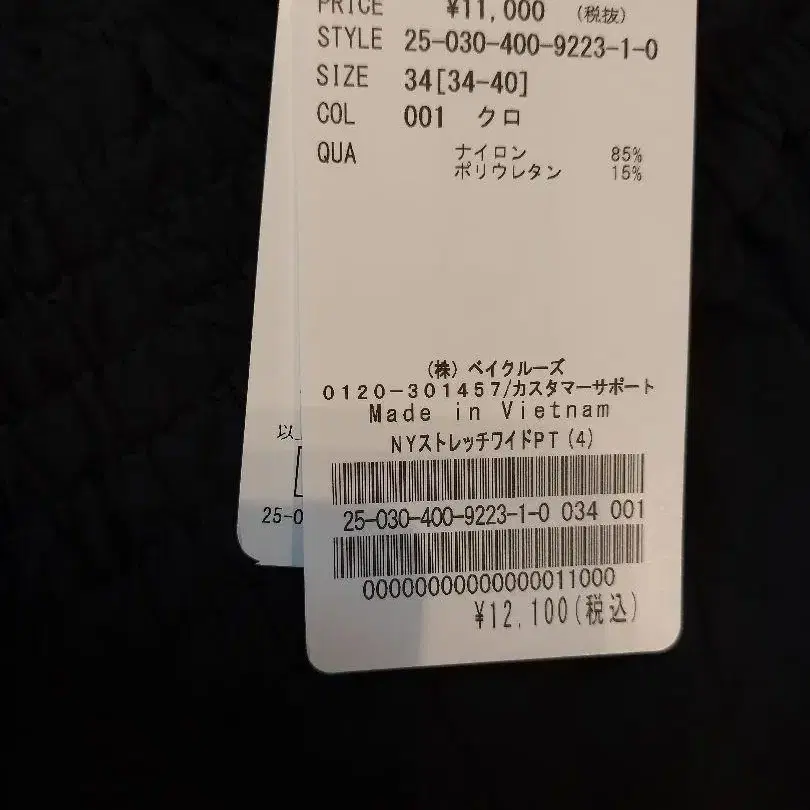 PRICE ¥11,000 (税抜)
STYLE 25-030-400-9223-1-0
SIZE 34[34-40]
COL 001 クロ
QUA ナイロン 85%
ポリウレタン 15%
(株) ベイクルーズ
0120-301457/カスタマーサポート
Made in Vietnam
NYストレッチワイドPT(4)
25-030-400-9223-1-0 034 001
00000000000000011000
¥12,100(税込)
以
25-0